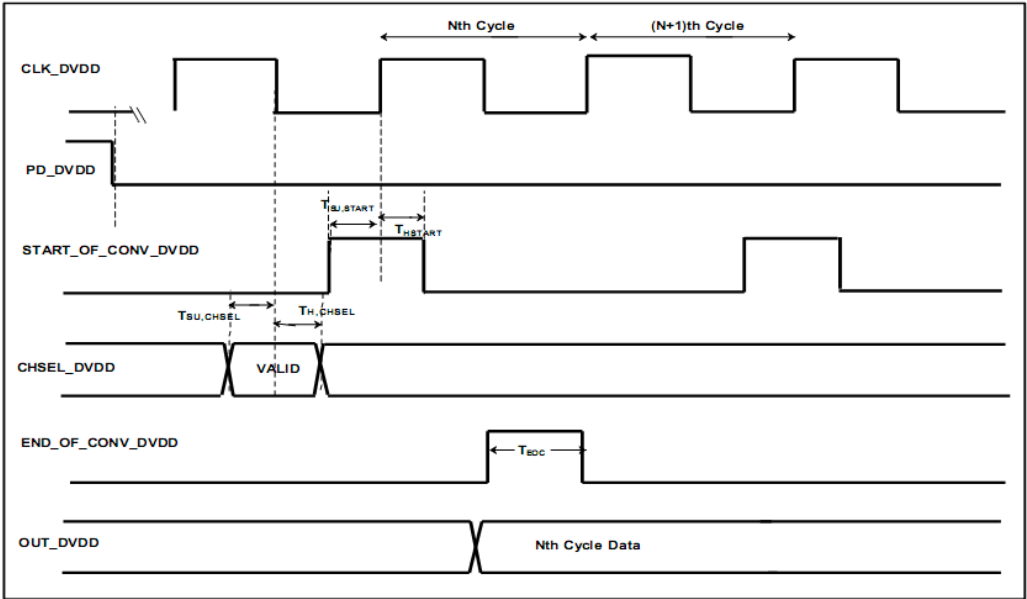 Nth Cycle
(N+1)th Cycle
CLK_DVDD
PD_DVDD
TSU,START
THSTART
START_OF_CONV_DVDD
TSU,CHSEL
TH,CHSEL
CHSEL_DVDD
VALID
END_OF_CONV_DVDD
TEOC
OUT_DVDD
Nth Cycle Data